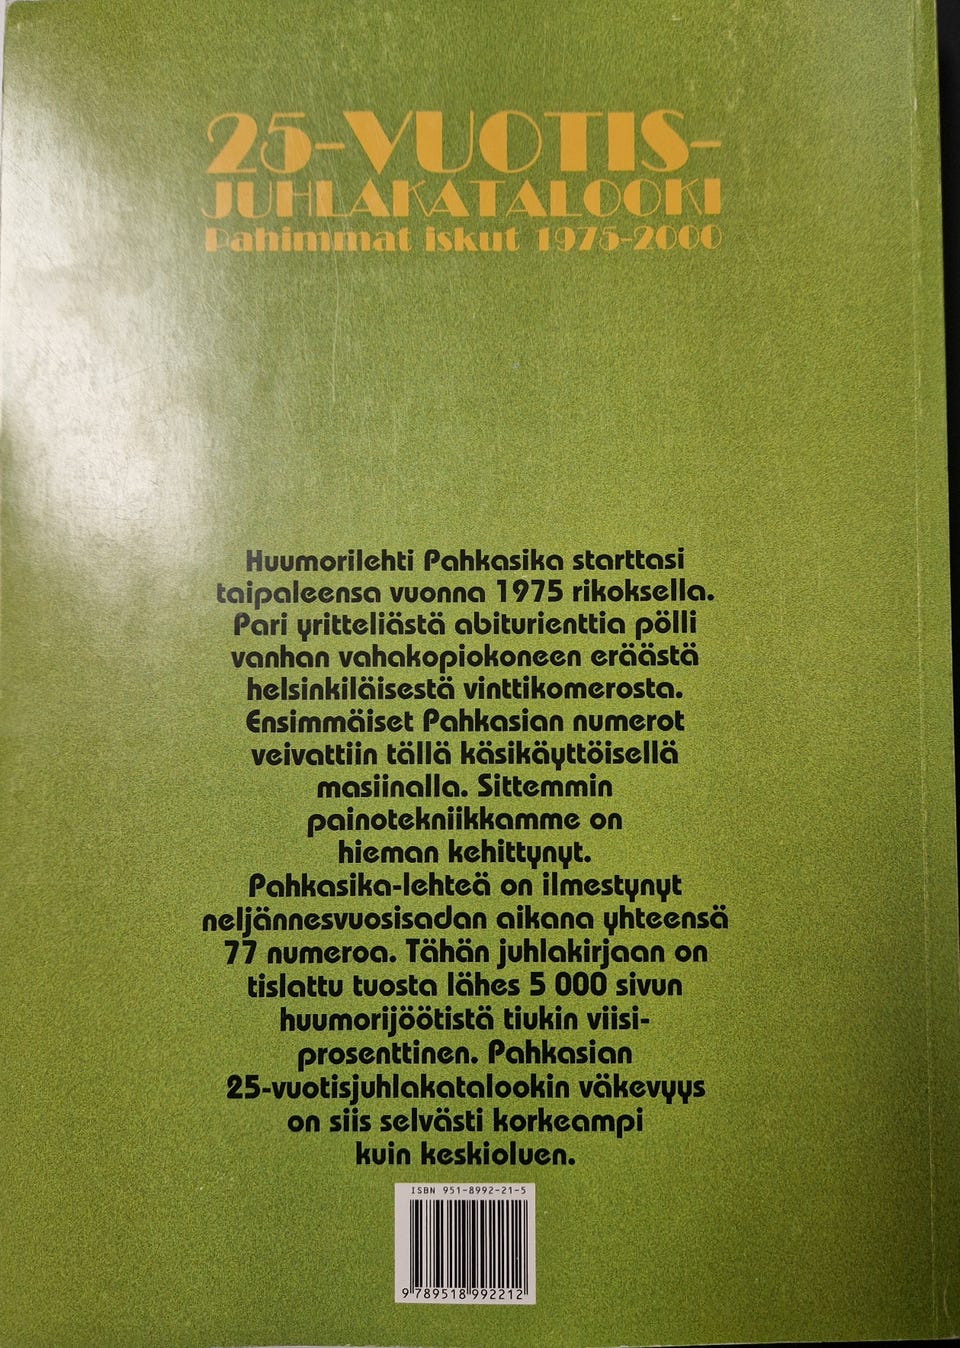 25-VUOTIS-
JUHLAKATALOOKI
Pahimmat iskut 1975-2000
Huumorilehti Pahkasika starttasi
taipaleensa vuonna 1975 rikoksella.
Pari yritteliästä abiturienttia pölli
vanhan vahakopiokoneen eräästä
helsinkiläisestä vinttikomerosta.
Ensimmäiset Pahkasian numerot
veivattiin tällä käsikäyttöisellä
masiinalla. Sittemmin
painotekniikkamme on
hieman kehittynyt.
Pahkasika-lehteä on ilmestynyt
neljännesvuosisadan aikana yhteensä
77 numeroa. Tähän juhlakirjaan on
tislattu tuosta lähes 5 000 sivun
huumorijöötistä tiukin viisi-
prosenttinen. Pahkasian
25-vuotisjuhlakatalookin väkevyys
on siis selvästi korkeampi
kuin keskioluen.
ISBN 951-8992-21-5
9 789518 992212